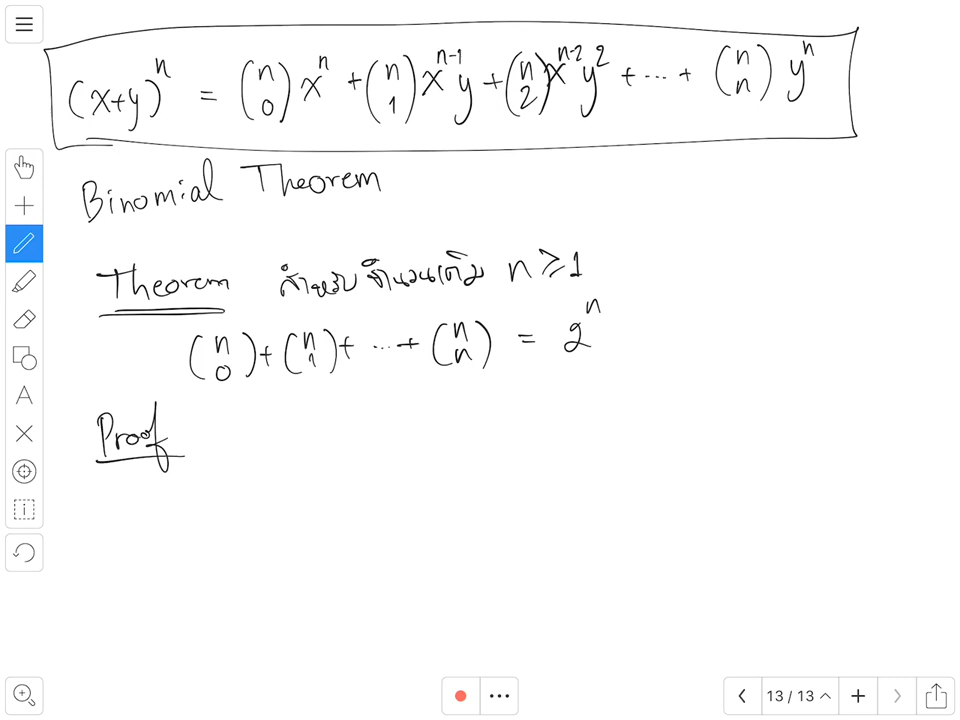 (x+y)^n = (n 0) x^n + (n 1) x^{n-1} y + (n 2) x^{n-2} y^2 + ... + (n n) y^n
Binomial Theorem
Theorem สำหรับ จำนวนเต็ม n ≥ 1
(n 0) + (n 1) + ... + (n n) = 2^n
Proof
13 / 13